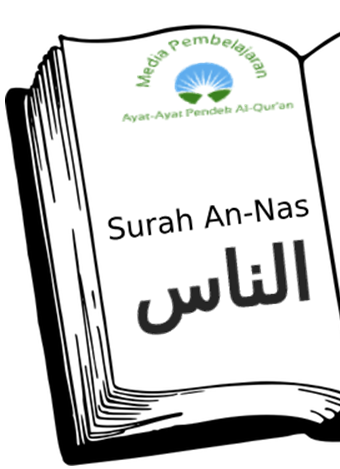 Media Pembelajaran
Ayat-Ayat Pendek Al-Qur'an
Surah An-Nas
الناس